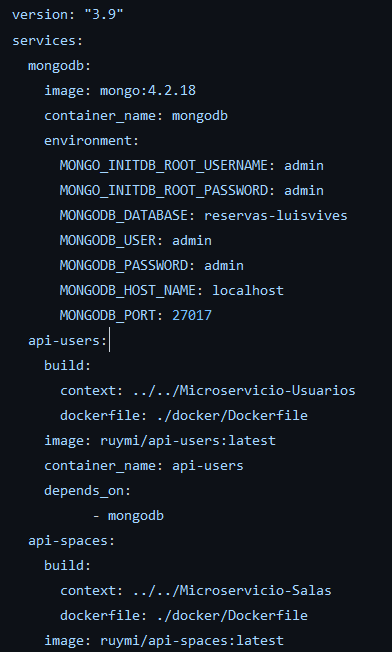 version: "3.9"
services:
  mongodb:
    image: mongo:4.2.18
    container_name: mongodb
    environment:
      MONGO_INITDB_ROOT_USERNAME: admin
      MONGO_INITDB_ROOT_PASSWORD: admin
      MONGODB_DATABASE: reservas-luisvives
      MONGODB_USER: admin
      MONGODB_PASSWORD: admin
      MONGODB_HOST_NAME: localhost
      MONGODB_PORT: 27017
  api-users:
    build:
      context: ../../Microservicio-Usuarios
      dockerfile: ./docker/Dockerfile
    image: ruymi/api-users:latest
    container_name: api-users
    depends_on:
          - mongodb
  api-spaces:
    build:
      context: ../../Microservicio-Salas
      dockerfile: ./docker/Dockerfile
    image: ruymi/api-spaces:latest